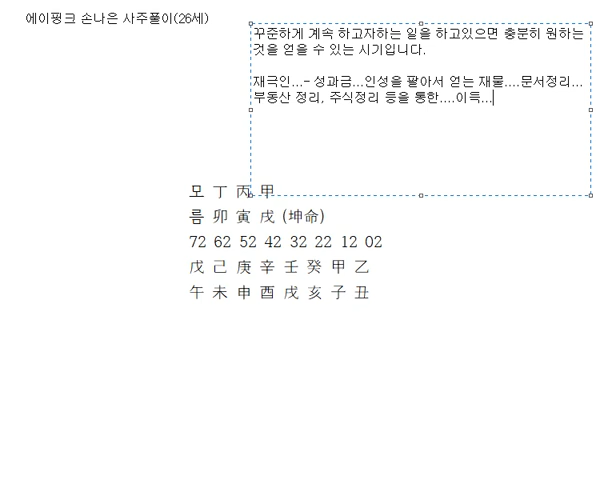 에이핑크 손나은 사주풀이(26세)
꾸준하게 계속 하고자하는 일을 하고있으면 충분히 원하는
것을 얻을 수 있는 시기입니다.
재극인...- 성과금...인성을 팔아서 얻는 재물....문서정리...
부동산 정리, 주식정리 등을 통한....이득...
모 丁 丙 甲
름 卯 寅 戌 (坤命)
72 62 52 42 32 22 12 02
戊 己 庚 辛 壬 癸 甲 乙
午 未 申 酉 戌 亥 子 丑